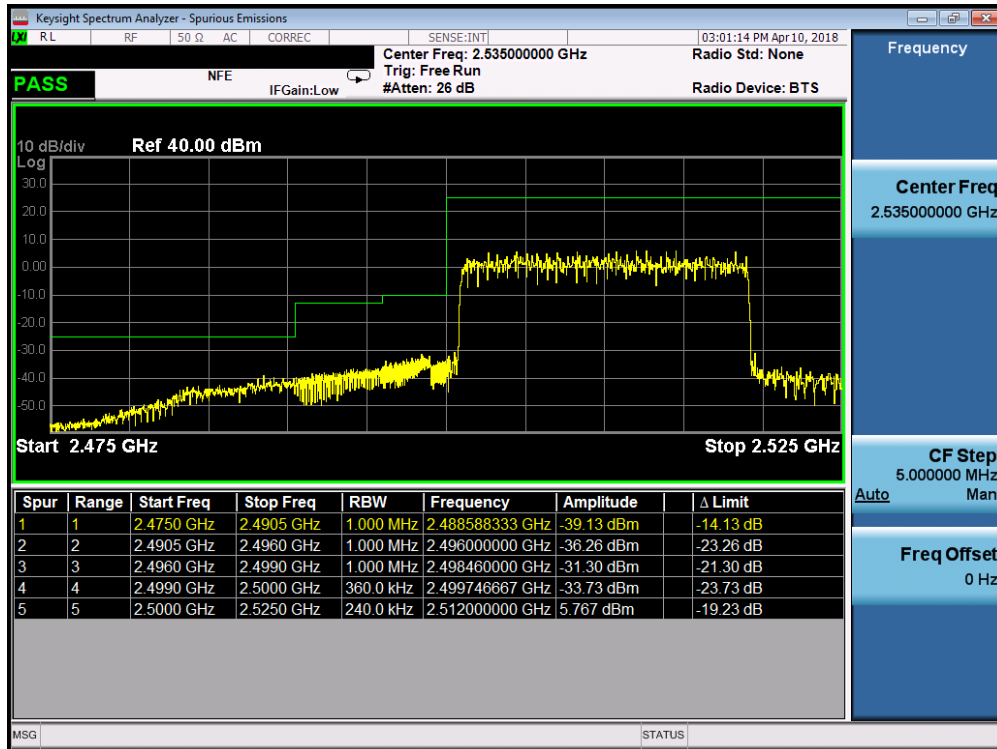 Keysight Spectrum Analyzer - Spurious Emissions
LXI RL RF 50 Ω AC CORREC SENSE:INT 03:01:14 PM Apr 10, 2018
Center Freq: 2.535000000 GHz Radio Std: None
NFE Trig: Free Run
PASS IFGain:Low #Atten: 26 dB Radio Device: BTS
10 dB/div Ref 40.00 dBm
Log
30.0
20.0
10.0
0.00
-10.0
-20.0
-30.0
-40.0
-50.0
Start 2.475 GHz Stop 2.525 GHz
Spur Range Start Freq Stop Freq RBW Frequency Amplitude Δ Limit
1 1 2.4750 GHz 2.4905 GHz 1.000 MHz 2.488588333 GHz -39.13 dBm -14.13 dB
2 2 2.4905 GHz 2.4960 GHz 1.000 MHz 2.496000000 GHz -36.26 dBm -23.26 dB
3 3 2.4960 GHz 2.4990 GHz 1.000 MHz 2.498460000 GHz -31.30 dBm -21.30 dB
4 4 2.4990 GHz 2.5000 GHz 360.0 kHz 2.499746667 GHz -33.73 dBm -23.73 dB
5 5 2.5000 GHz 2.5250 GHz 240.0 kHz 2.512000000 GHz 5.767 dBm -19.23 dB
MSG STATUS
Frequency
Center Freq
2.535000000 GHz
CF Step
5.000000 MHz
Auto Man
Freq Offset
0 Hz